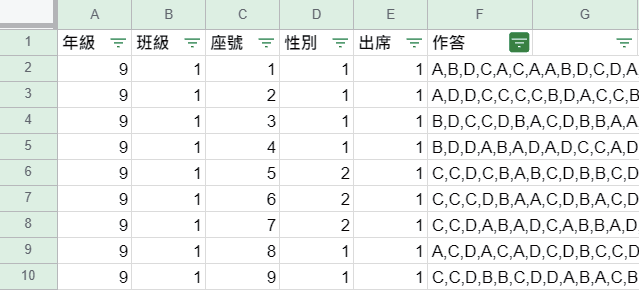 A B C D E F G
1 年級 班級 座號 性別 出席 作答
2 9 1 1 1 1 A,B,D,C,A,C,A,A,B,D,C,D,A
3 9 1 2 1 1 A,D,D,C,C,C,C,B,D,A,C,C,B
4 9 1 3 1 1 B,D,C,C,D,B,A,C,D,B,B,A,A
5 9 1 4 1 1 B,D,D,A,B,A,D,A,D,C,C,A,D
6 9 1 5 2 1 C,C,D,C,B,A,B,C,D,B,B,C,D
7 9 1 6 2 1 C,C,C,D,B,A,A,C,D,B,A,C,D
8 9 1 7 2 1 C,C,D,A,B,A,D,C,A,B,B,A,D
9 9 1 8 1 1 A,C,D,A,C,A,D,C,D,B,C,C,D
10 9 1 9 1 1 C,C,D,B,B,C,D,D,A,B,A,C,B